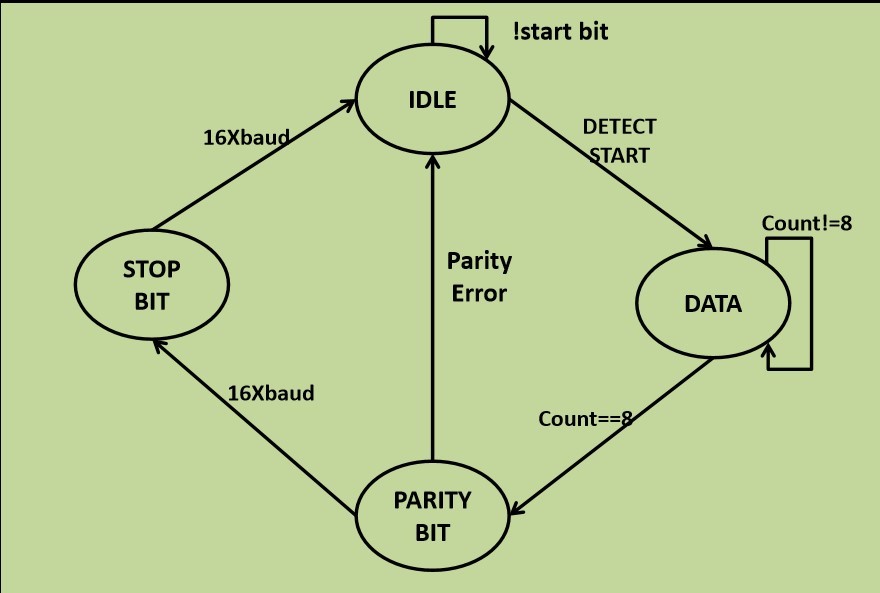 !start bit
IDLE
DETECT
START
16Xbaud
Count!=8
STOP
BIT
Parity
Error
DATA
16Xbaud
Count==8
PARITY
BIT